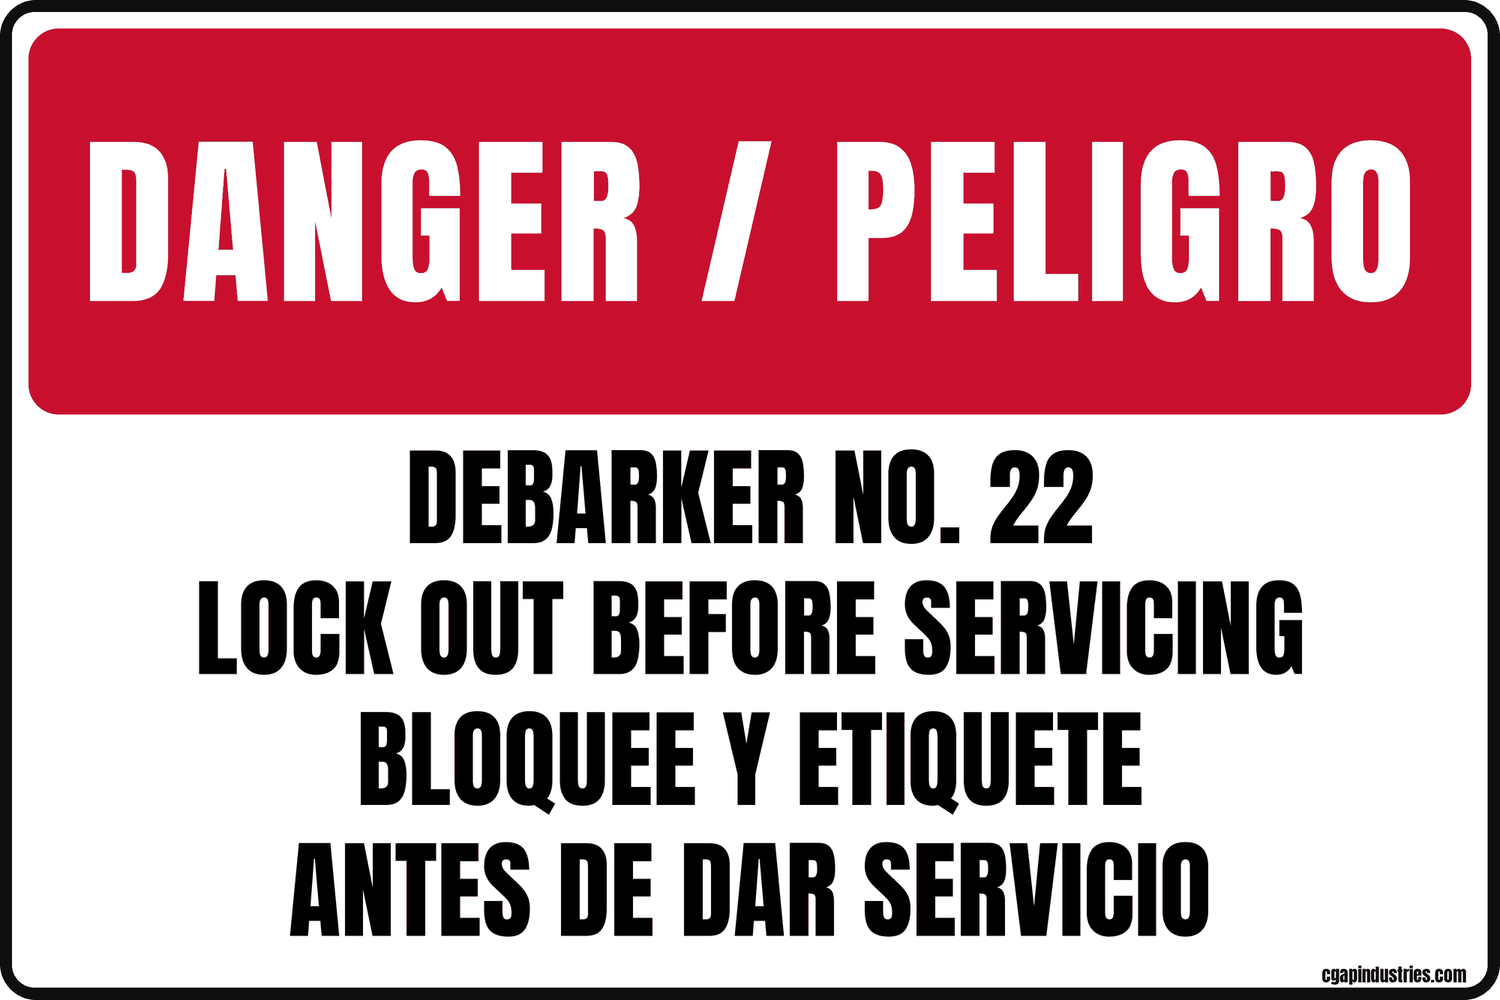 DANGER / PELIGRO
DEBARKER NO. 22
LOCK OUT BEFORE SERVICING
BLOQUEE Y ETIQUETE
ANTES DE DAR SERVICIO
cgapindustries.com